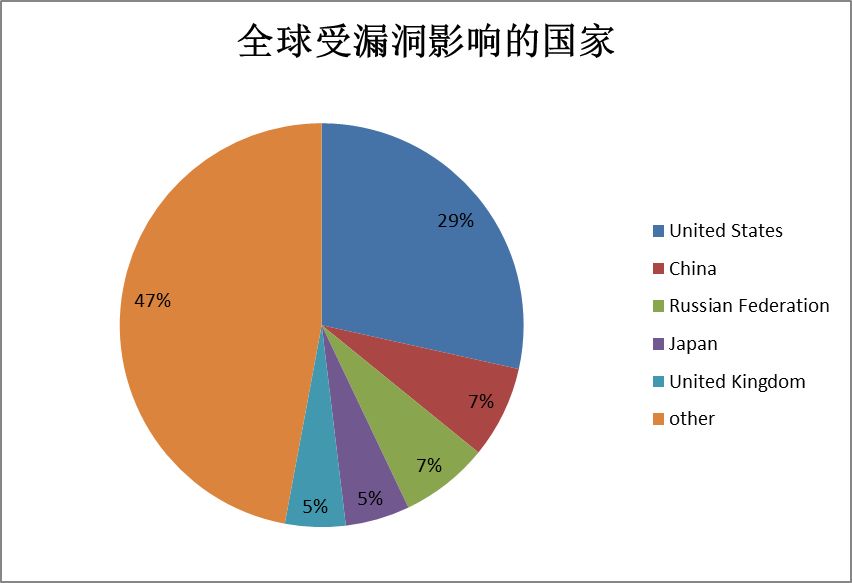 全球受漏洞影响的国家
29%
47%
7%
7%
5%
5%
United States
China
Russian Federation
Japan
United Kingdom
other